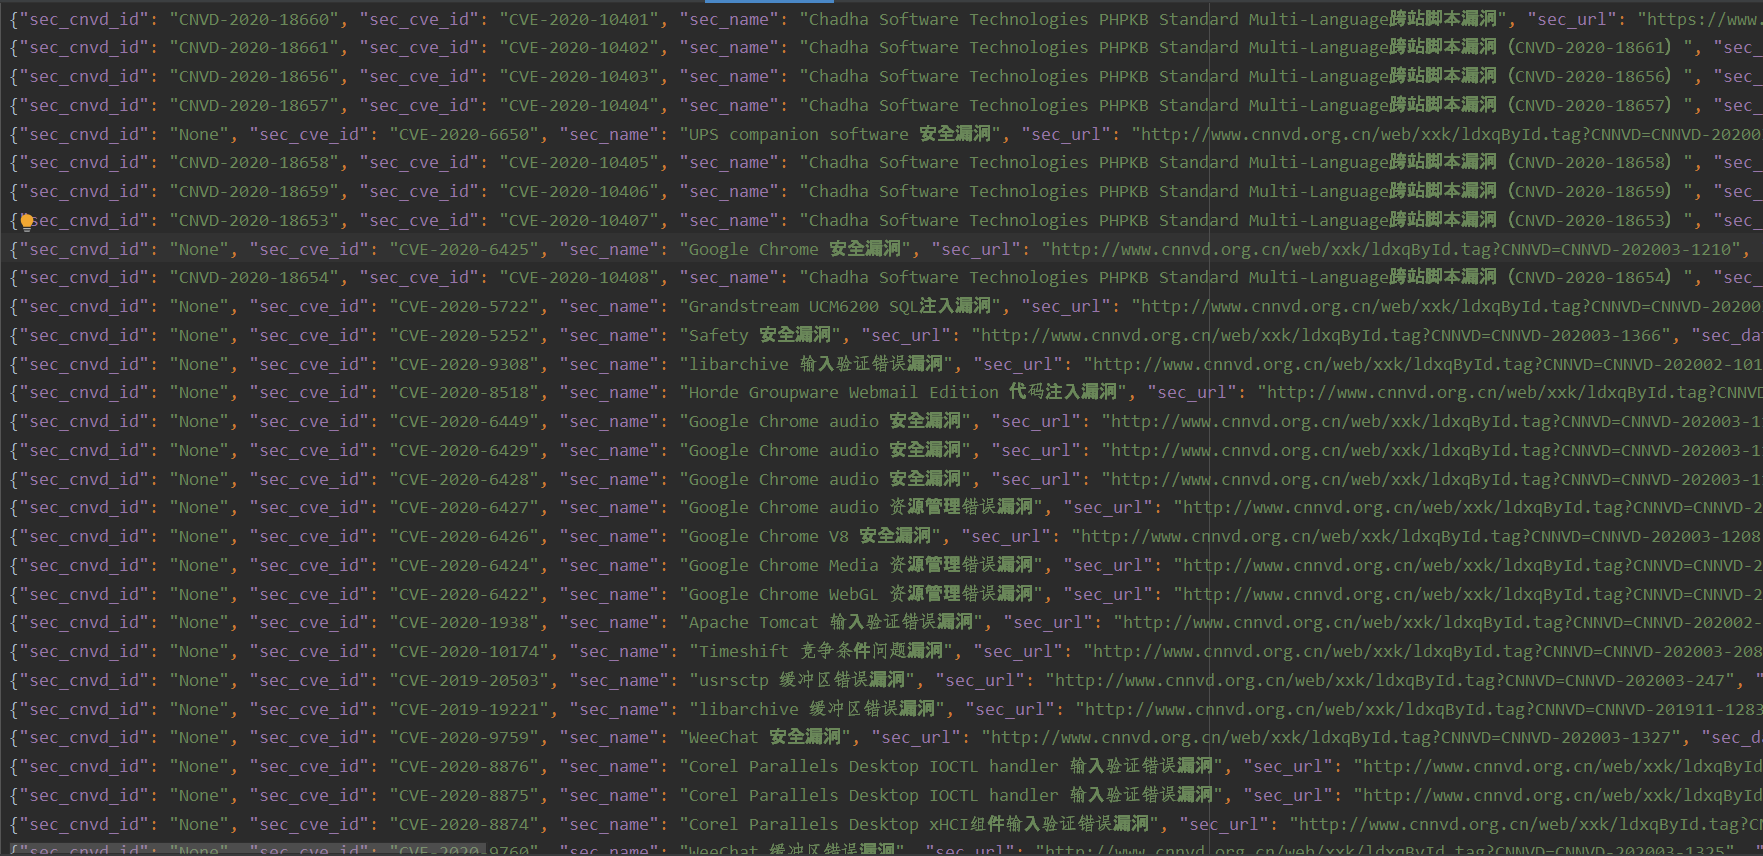 {"sec_cnvd_id": "CNVD-2020-18660", "sec_cve_id": "CVE-2020-10401", "sec_name": "Chadha Software Technologies PHPKB Standard Multi-Language跨站脚本漏洞", "sec_url": "https://www.
{"sec_cnvd_id": "CNVD-2020-18661", "sec_cve_id": "CVE-2020-10402", "sec_name": "Chadha Software Technologies PHPKB Standard Multi-Language跨站脚本漏洞（CNVD-2020-18661）", "sec_
{"sec_cnvd_id": "CNVD-2020-18656", "sec_cve_id": "CVE-2020-10403", "sec_name": "Chadha Software Technologies PHPKB Standard Multi-Language跨站脚本漏洞（CNVD-2020-18656）", "sec_
{"sec_cnvd_id": "CNVD-2020-18657", "sec_cve_id": "CVE-2020-10404", "sec_name": "Chadha Software Technologies PHPKB Standard Multi-Language跨站脚本漏洞（CNVD-2020-18657）", "sec_
{"sec_cnvd_id": "None", "sec_cve_id": "CVE-2020-6650", "sec_name": "UPS companion software 安全漏洞", "sec_url": "http://www.cnnvd.org.cn/web/xxk/ldxqById.tag?CNNVD=CNNVD-20200
{"sec_cnvd_id": "CNVD-2020-18658", "sec_cve_id": "CVE-2020-10405", "sec_name": "Chadha Software Technologies PHPKB Standard Multi-Language跨站脚本漏洞（CNVD-2020-18658）", "sec_
{"sec_cnvd_id": "CNVD-2020-18659", "sec_cve_id": "CVE-2020-10406", "sec_name": "Chadha Software Technologies PHPKB Standard Multi-Language跨站脚本漏洞（CNVD-2020-18659）", "sec_
{"sec_cnvd_id": "CNVD-2020-18653", "sec_cve_id": "CVE-2020-10407", "sec_name": "Chadha Software Technologies PHPKB Standard Multi-Language跨站脚本漏洞（CNVD-2020-18653）", "sec_
{"sec_cnvd_id": "None", "sec_cve_id": "CVE-2020-6425", "sec_name": "Google Chrome 安全漏洞", "sec_url": "http://www.cnnvd.org.cn/web/xxk/ldxqById.tag?CNNVD=CNNVD-202003-1210",
{"sec_cnvd_id": "CNVD-2020-18654", "sec_cve_id": "CVE-2020-10408", "sec_name": "Chadha Software Technologies PHPKB Standard Multi-Language跨站脚本漏洞（CNVD-2020-18654）", "sec_
{"sec_cnvd_id": "None", "sec_cve_id": "CVE-2020-5722", "sec_name": "Grandstream UCM6200 SQL注入漏洞", "sec_url": "http://www.cnnvd.org.cn/web/xxk/ldxqById.tag?CNNVD=CNNVD-20200
{"sec_cnvd_id": "None", "sec_cve_id": "CVE-2020-5252", "sec_name": "Safety 安全漏洞", "sec_url": "http://www.cnnvd.org.cn/web/xxk/ldxqById.tag?CNNVD=CNNVD-202003-1366", "sec_da
{"sec_cnvd_id": "None", "sec_cve_id": "CVE-2020-9308", "sec_name": "libarchive 输入验证错误漏洞", "sec_url": "http://www.cnnvd.org.cn/web/xxk/ldxqById.tag?CNNVD=CNNVD-202002-101
{"sec_cnvd_id": "None", "sec_cve_id": "CVE-2020-8518", "sec_name": "Horde Groupware Webmail Edition 代码注入漏洞", "sec_url": "http://www.cnnvd.org.cn/web/xxk/ldxqById.tag?CNNVD
{"sec_cnvd_id": "None", "sec_cve_id": "CVE-2020-6449", "sec_name": "Google Chrome audio 安全漏洞", "sec_url": "http://www.cnnvd.org.cn/web/xxk/ldxqById.tag?CNNVD=CNNVD-202003-1
{"sec_cnvd_id": "None", "sec_cve_id": "CVE-2020-6429", "sec_name": "Google Chrome audio 安全漏洞", "sec_url": "http://www.cnnvd.org.cn/web/xxk/ldxqById.tag?CNNVD=CNNVD-202003-1
{"sec_cnvd_id": "None", "sec_cve_id": "CVE-2020-6428", "sec_name": "Google Chrome audio 安全漏洞", "sec_url": "http://www.cnnvd.org.cn/web/xxk/ldxqById.tag?CNNVD=CNNVD-202003-1
{"sec_cnvd_id": "None", "sec_cve_id": "CVE-2020-6427", "sec_name": "Google Chrome audio 资源管理错误漏洞", "sec_url": "http://www.cnnvd.org.cn/web/xxk/ldxqById.tag?CNNVD=CNNVD-2
{"sec_cnvd_id": "None", "sec_cve_id": "CVE-2020-6426", "sec_name": "Google Chrome V8 安全漏洞", "sec_url": "http://www.cnnvd.org.cn/web/xxk/ldxqById.tag?CNNVD=CNNVD-202003-1208
{"sec_cnvd_id": "None", "sec_cve_id": "CVE-2020-6424", "sec_name": "Google Chrome Media 资源管理错误漏洞", "sec_url": "http://www.cnnvd.org.cn/web/xxk/ldxqById.tag?CNNVD=CNNVD-2
{"sec_cnvd_id": "None", "sec_cve_id": "CVE-2020-6422", "sec_name": "Google Chrome WebGL 资源管理错误漏洞", "sec_url": "http://www.cnnvd.org.cn/web/xxk/ldxqById.tag?CNNVD=CNNVD-2
{"sec_cnvd_id": "None", "sec_cve_id": "CVE-2020-1938", "sec_name": "Apache Tomcat 输入验证错误漏洞", "sec_url": "http://www.cnnvd.org.cn/web/xxk/ldxqById.tag?CNNVD=CNNVD-202002-
{"sec_cnvd_id": "None", "sec_cve_id": "CVE-2020-10174", "sec_name": "Timeshift 竞争条件问题漏洞", "sec_url": "http://www.cnnvd.org.cn/web/xxk/ldxqById.tag?CNNVD=CNNVD-202003-208
{"sec_cnvd_id": "None", "sec_cve_id": "CVE-2019-20503", "sec_name": "usrsctp 缓冲区错误漏洞", "sec_url": "http://www.cnnvd.org.cn/web/xxk/ldxqById.tag?CNNVD=CNNVD-202003-247", "
{"sec_cnvd_id": "None", "sec_cve_id": "CVE-2019-19221", "sec_name": "libarchive 缓冲区错误漏洞", "sec_url": "http://www.cnnvd.org.cn/web/xxk/ldxqById.tag?CNNVD=CNNVD-201911-1283
{"sec_cnvd_id": "None", "sec_cve_id": "CVE-2020-9759", "sec_name": "WeeChat 安全漏洞", "sec_url": "http://www.cnnvd.org.cn/web/xxk/ldxqById.tag?CNNVD=CNNVD-202003-1327", "sec_da
{"sec_cnvd_id": "None", "sec_cve_id": "CVE-2020-8876", "sec_name": "Corel Parallels Desktop IOCTL handler 输入验证错误漏洞", "sec_url": "http://www.cnnvd.org.cn/web/xxk/ldxqById
{"sec_cnvd_id": "None", "sec_cve_id": "CVE-2020-8875", "sec_name": "Corel Parallels Desktop IOCTL handler 输入验证错误漏洞", "sec_url": "http://www.cnnvd.org.cn/web/xxk/ldxqById
{"sec_cnvd_id": "None", "sec_cve_id": "CVE-2020-8874", "sec_name": "Corel Parallels Desktop xHCI组件输入验证错误漏洞", "sec_url": "http://www.cnnvd.org.cn/web/xxk/ldxqById.tag?CN
{"sec_cnvd_id": "None", "sec_cve_id": "CVE-2020-9760", "sec_name": "WeeChat 缓冲区错误漏洞", "sec_url": "http://www.cnnvd.org.cn/web/xxk/ldxqById.tag?CNNVD=CNNVD-202003-1325",